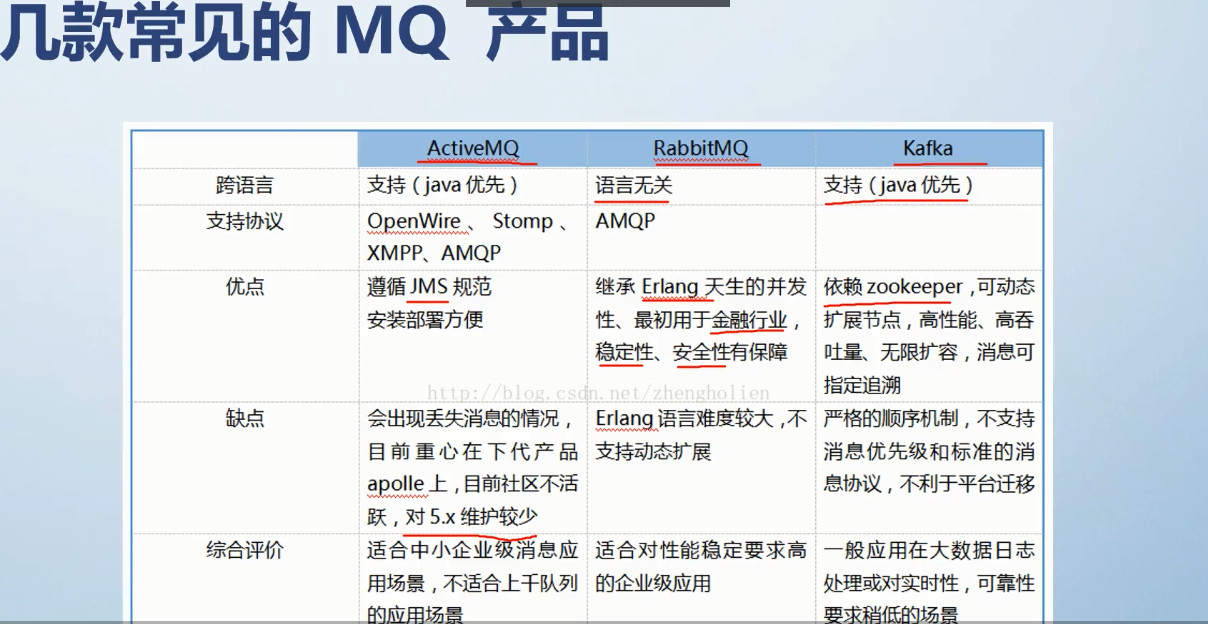 几款常见的 MQ 产品
ActiveMQ RabbitMQ Kafka
跨语言 支持（java 优先） 语言无关 支持（java 优先）
支持协议 OpenWire、Stomp、 AMQP
XMPP、AMQP
优点 遵循 JMS 规范 继承 Erlang 天生的并发 依赖 zookeeper，可动态
安装部署方便 性、最初用于金融行业， 扩展节点，高性能、高吞
稳定性、安全性有保障 吐量、无限扩容，消息可
指定追溯
http://blog.csdn.net/zhengholien
缺点 会出现丢失消息的情况， Erlang 语言难度较大，不 严格的顺序机制，不支持
目前重心在下代产品 支持动态扩展 消息优先级和标准的消
apolle 上，目前社区不活 息协议，不利于平台迁移
跃，对 5.x 维护较少
综合评价 适合中小企业级消息应 适合对性能稳定要求高 一般应用在大数据日志
用场景，不适合上千队列 的企业级应用 处理或对实时性，可靠性
的应用场景 要求稍低的场景